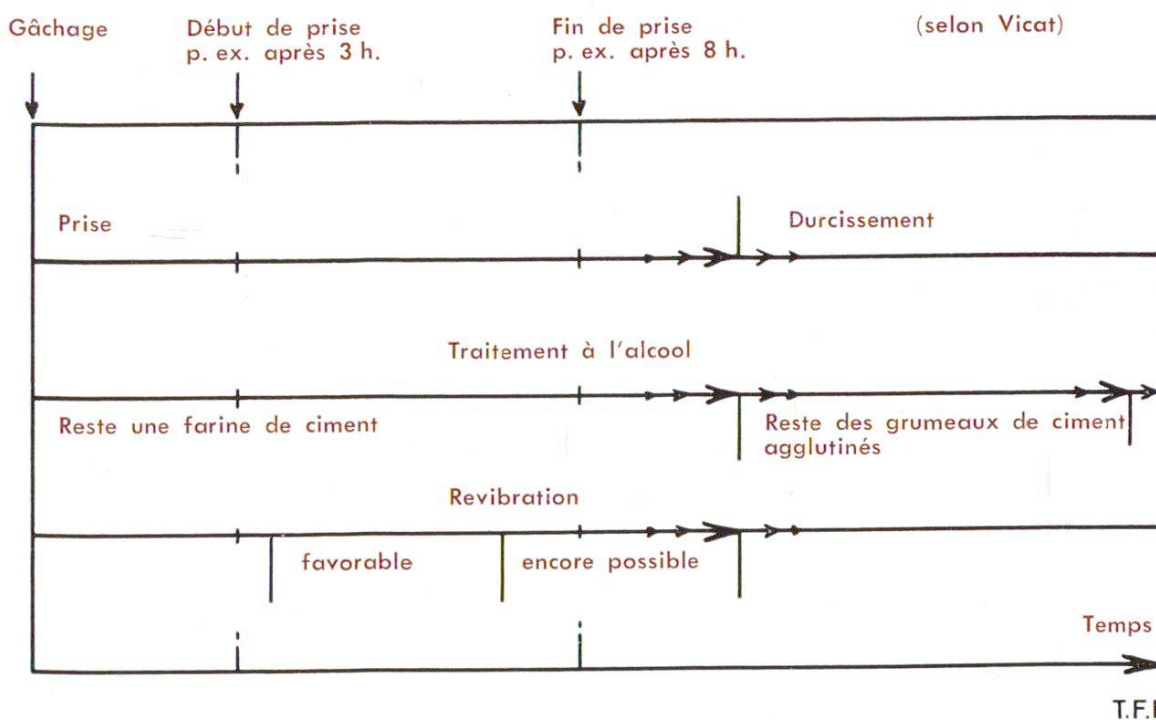 Gâchage
Début de prise
p. ex. après 3 h.
Fin de prise
p. ex. après 8 h.
(selon Vicat)
Prise
Durcissement
Traitement à l'alcool
Reste une farine de ciment
Reste des grumeaux de ciment
agglutinés
Revibration
favorable
encore possible
Temps